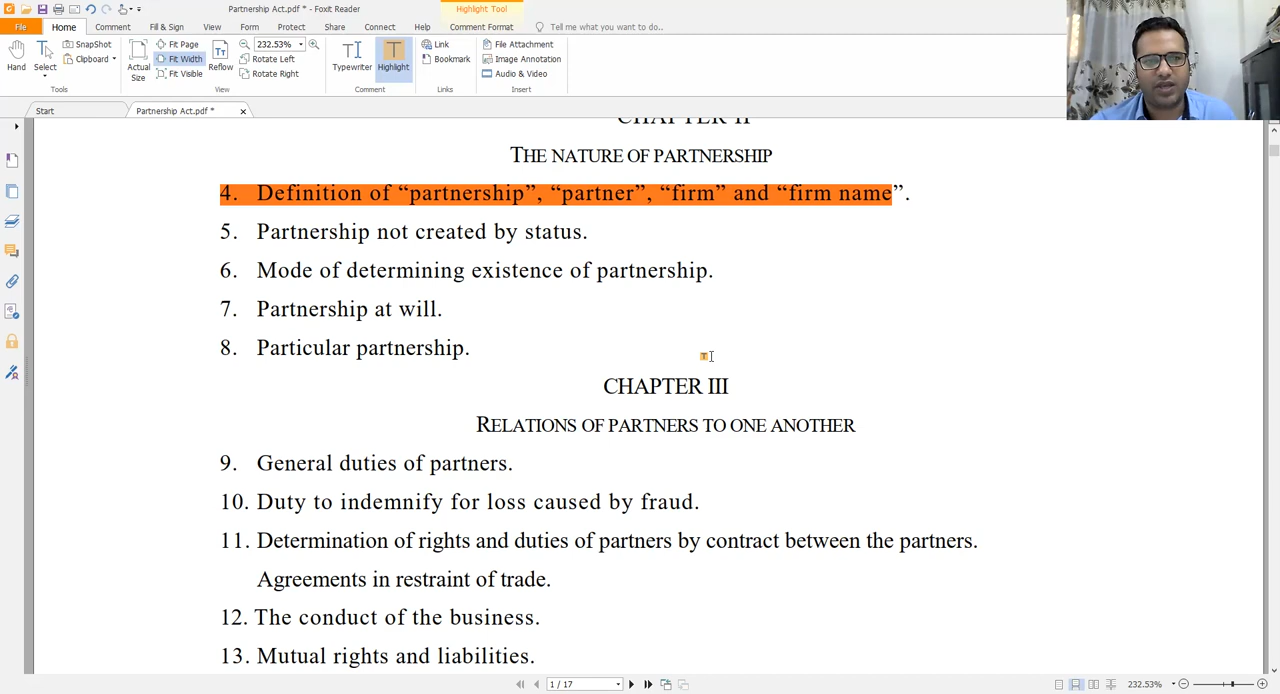 Partnership Act.pdf * - Foxit Reader
Highlight Tool
File Home Comment Fill & Sign View Form Protect Share Connect Help Comment Format Tell me what you want to do..
Hand
Select
SnapShot
Clipboard
Tools
Actual Size
Fit Page
Fit Width
Fit Visible
Reflow
232.53%
Rotate Left
Rotate Right
View
Typewriter
Highlight
Comment
Link
Bookmark
Links
File Attachment
Image Annotation
Audio & Video
Insert
Start
Partnership Act.pdf *
CHAPTER II
THE NATURE OF PARTNERSHIP
4. Definition of “partnership”, “partner”, “firm” and “firm name”.
5. Partnership not created by status.
6. Mode of determining existence of partnership.
7. Partnership at will.
8. Particular partnership.
CHAPTER III
RELATIONS OF PARTNERS TO ONE ANOTHER
9. General duties of partners.
10. Duty to indemnify for loss caused by fraud.
11. Determination of rights and duties of partners by contract between the partners.
Agreements in restraint of trade.
12. The conduct of the business.
13. Mutual rights and liabilities.
1 / 17
232.53%